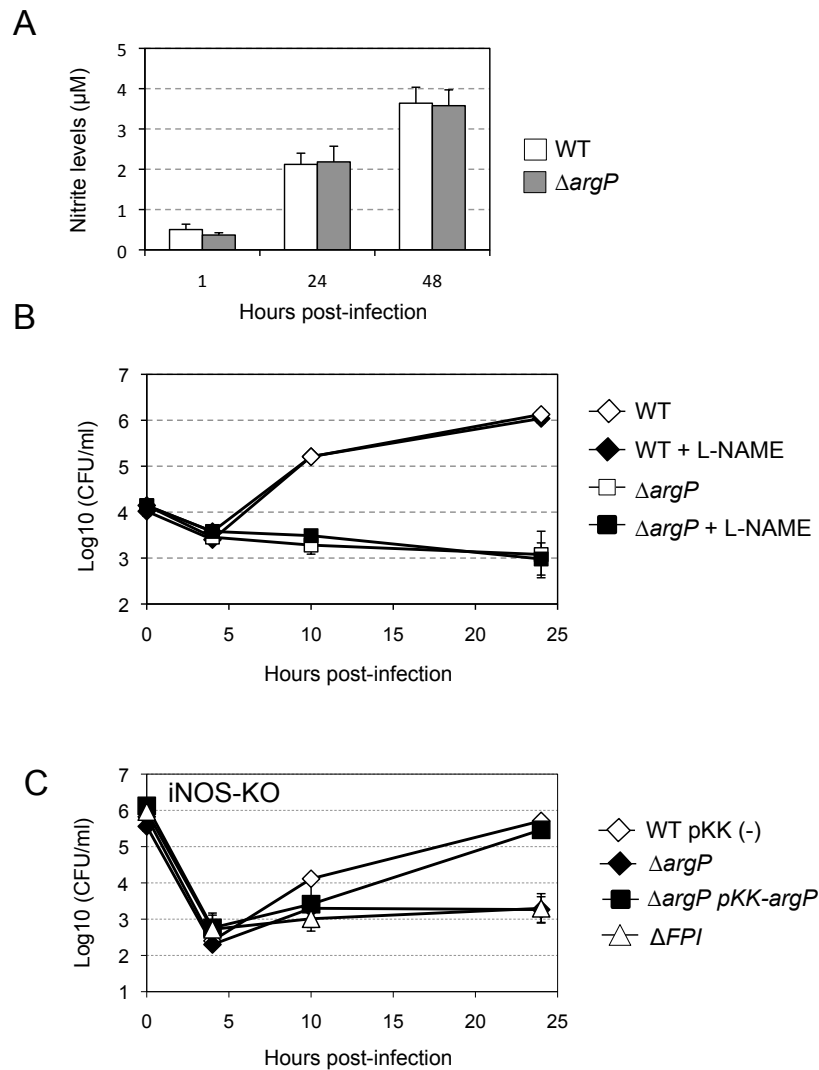 A
5
4
3
2
1
0
Nitrite levels (µM)
1 24 48
Hours post-infection
WT
ΔargP
B
7
6
5
4
3
2
Log10 (CFU/ml)
0 5 10 15 20 25
Hours post-infection
WT
WT + L-NAME
ΔargP
ΔargP + L-NAME
C
iNOS-KO
7
6
5
4
3
2
1
Log10 (CFU/ml)
0 5 10 15 20 25
Hours post-infection
WT pKK (-)
ΔargP
ΔargP pKK-argP
ΔFPI